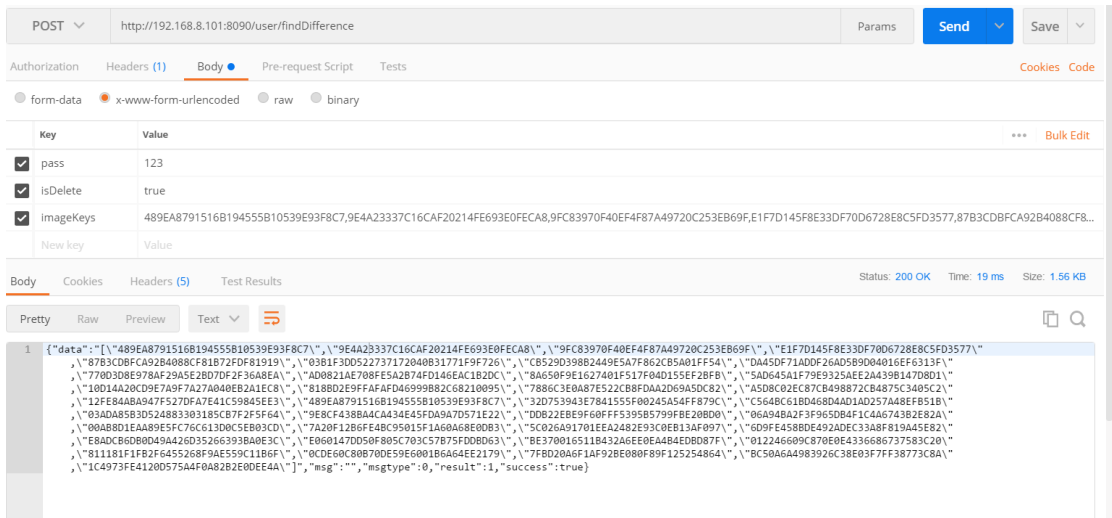 POST http://192.168.8.101:8090/user/findDifference Params Send Save
Authorization Headers (1) Body Pre-request Script Tests Cookies Code
form-data x-www-form-urlencoded raw binary
Key Value ••• Bulk Edit
pass 123
isDelete true
imageKeys 489EA8791516B194555B10539E93F8C7,9E4A23337C16CAF20214FE693E0FECA8,9FC83970F40EF4F87A49720C253EB69F,E1F7D145F8E33DF70D6728E8C5FD3577,87B3CDBFCA92B4088CF8...
New key Value
Body Cookies Headers (5) Test Results Status: 200 OK Time: 19 ms Size: 1.56 KB
Pretty Raw Preview Text
1 {"data":"[\"489EA8791516B194555B10539E93F8C7\",\"9E4A23337C16CAF20214FE693E0FECA8\",\"9FC83970F40EF4F87A49720C253EB69F\",\"E1F7D145F8E33DF70D6728E8C5FD3577\"
,\"87B3CDBFCA92B4088CF81B72FDF81919\",\"03B1F3DD52273717204​0B31771F9F726\",\"CB529D398B2449E5A7F862CB5A01FF54\",\"DA45DF71ADDF26AD5B9D04016EF6313F\"
,\"770D3D8E978AF29A5E2BD7DF2F36A8EA\",\"AD0821AE708FE5A2B74FD146EAC1B2DC\",\"8A650F9E1627401F517F04D155EF2BFB\",\"5AD645A1F79E9325AEE2A439B147D8D1\"
,\"10D14A20CD9E7A9F7A27A040EB2A1EC8\",\"818BD2E9FFAFAFD46999B82C68210095\",\"7886C3E0A87E522CB8FDAA2D69A5DC82\",\"A5D8C02EC87CB498872CB4875C3405C2\"
,\"12FE84ABA947F527DFA7E41C59845EE3\",\"489EA8791516B194555B10539E93F8C7\",\"32D753943E7841555F00245A54FF879C\",\"C564BC61BD468D4AD1AD257A48EFB51B\"
,\"03ADA85B3D524883303185CB7F2F5F64\",\"9E8CF438BA4CA434E45FDA9A7D571E22\",\"DDB22EBE9F60FFF5395B5799FBE20BD0\",\"06A94BA2F3F965DB4F1C4A6743B2E82A\"
,\"00AB8D1EAA89E5FC76C613D0C5EB03CD\",\"7A20F12B6FE4BC95015F1A60A68E0DB3\",\"5C026A91701EEA2482E93C0EB13AF097\",\"6D9FE458BDE492ADEC33A8F819A45E82\"
,\"E8ADCB6DB0D49A426D35266393BA0E3C\",\"E060147DD50F805C703C57B75FDDBD63\",\"BE370016511B432A6EE0EA4B4EDBD87F\",\"012246609C870E0E4336686737583C20\"
,\"811181F1FB2F6455268F9AE559C11B6F\",\"0CDE60C80B70DE59E6001B6A64EE2179\",\"7FBD20A6F1AF92BE080F89F125254864\",\"BC50A6A4983926C38E03F7FF38773C8A\"
,\"1C4973FE4120D575A4F0A82B2E0DEE4A\"]","msg":"","msgtype":0,"result":1,"success":true}